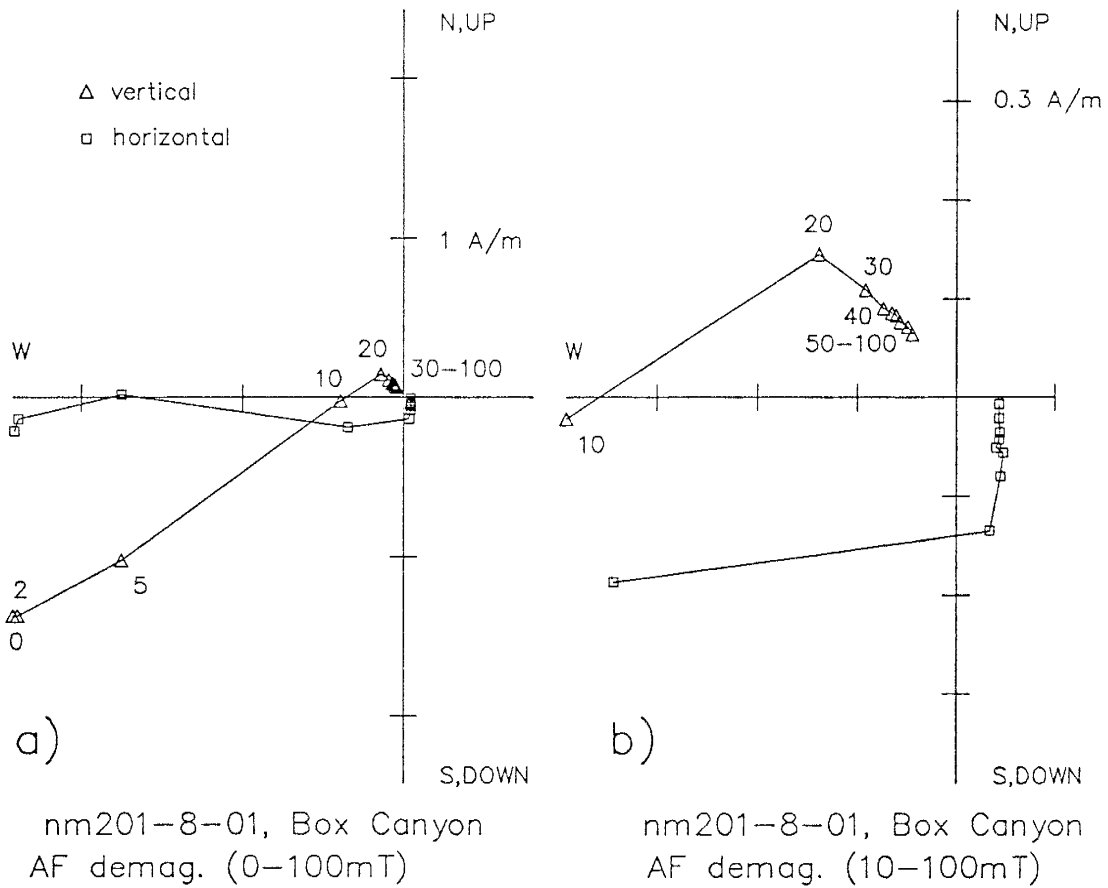 N,UP
△ vertical
□ horizontal
1 A/m
W
20
30-100
10
2
5
0
a)
S,DOWN
nm201-8-01, Box Canyon
AF demag. (0-100mT)
N,UP
0.3 A/m
20
30
W
40
50-100
10
b)
S,DOWN
nm201-8-01, Box Canyon
AF demag. (10-100mT)